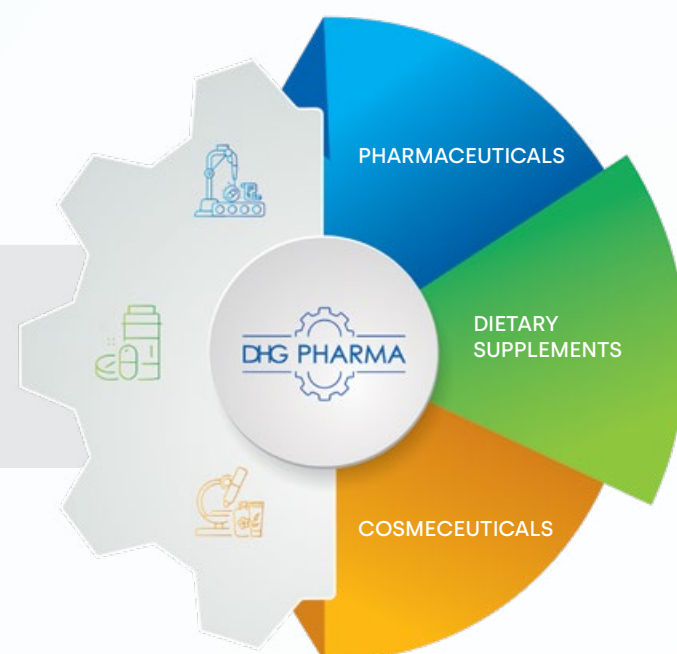 PHARMACEUTICALS
DIETARY
SUPPLEMENTS
DHG PHARMA
COSMECEUTICALS